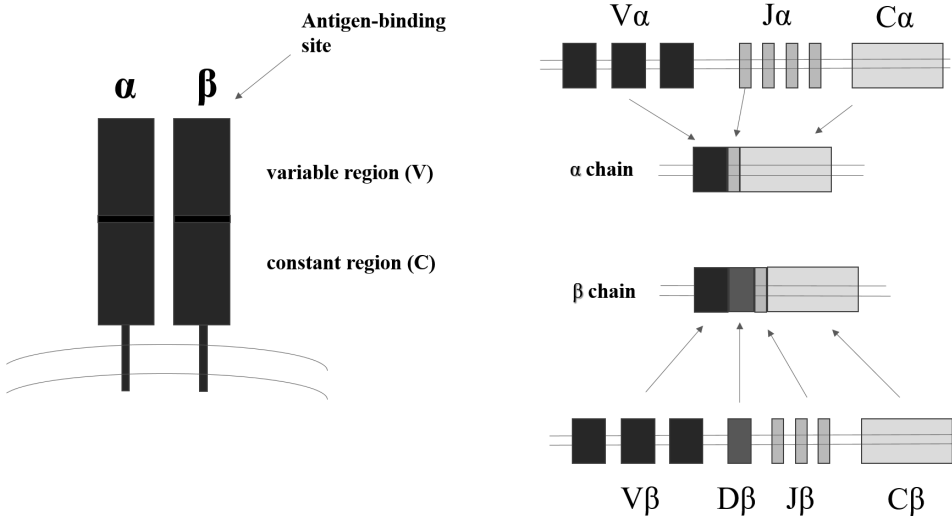 Antigen-binding
site
α
β
variable region (V)
constant region (C)
Vα
Jα
Cα
α chain
β chain
Vβ
Dβ
Jβ
Cβ